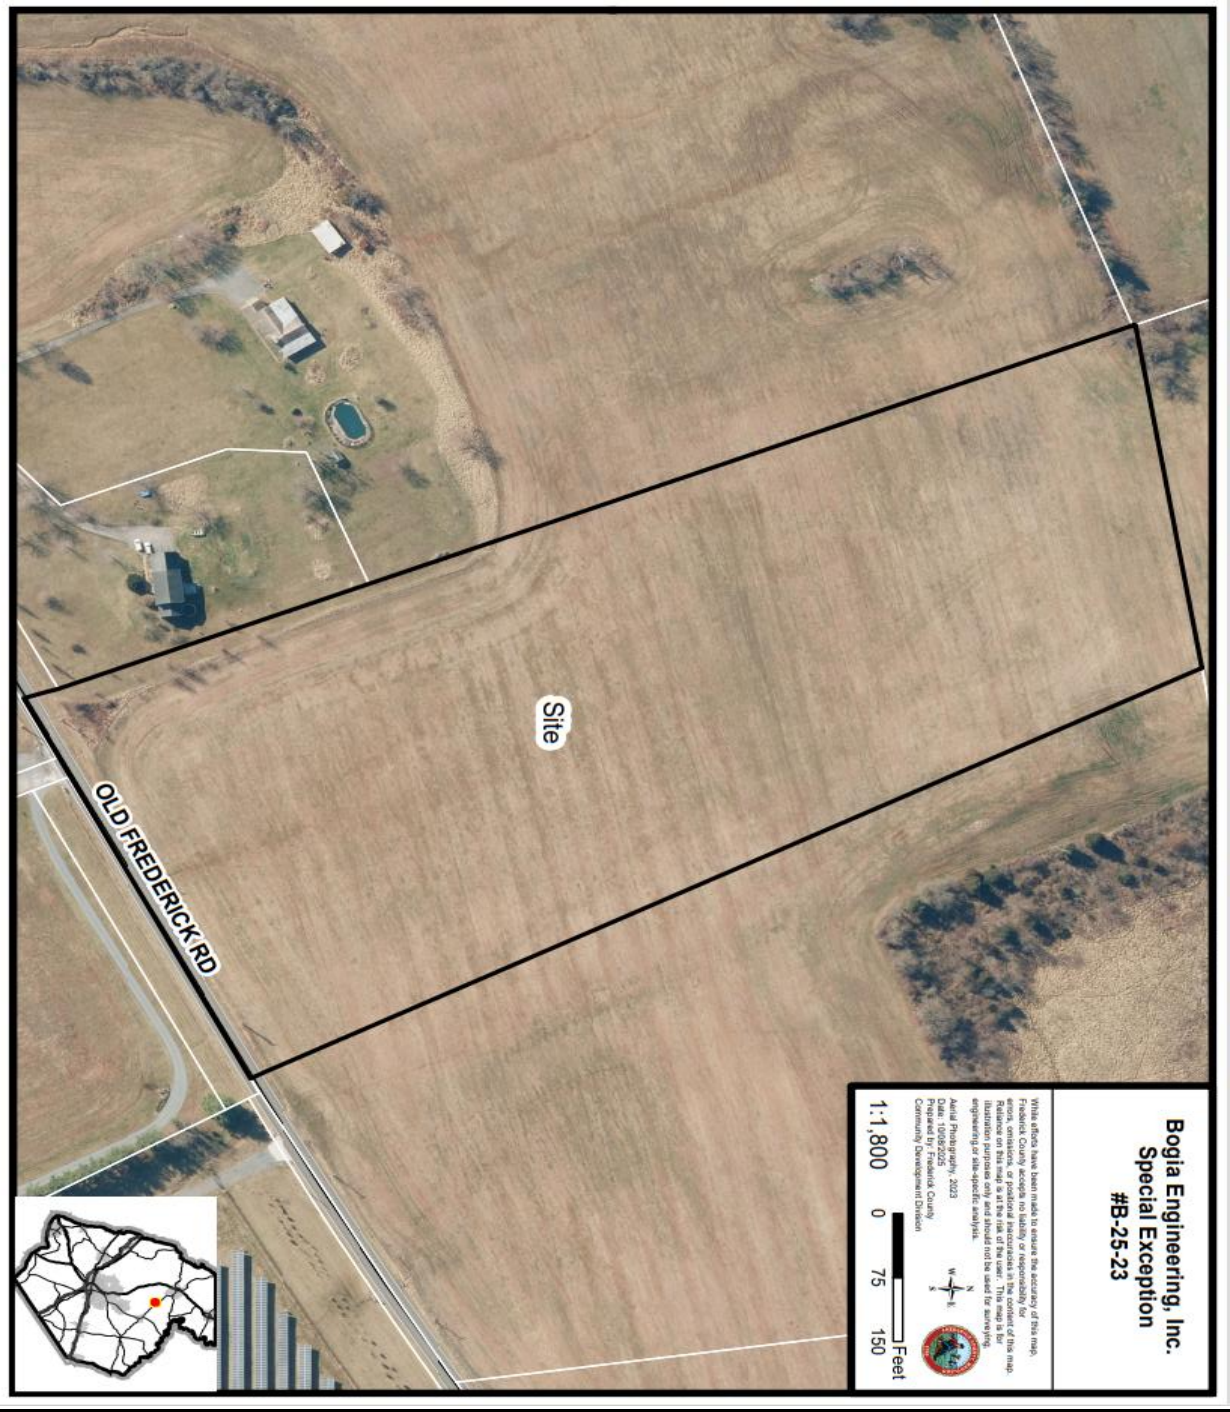 Bogia Engineering, Inc.
Special Exception
#B-25-23
While efforts have been made to ensure the accuracy of this map,
Frederick County accepts no liability or responsibility for
errors, omissions, or positional inaccuracies in the content of this map.
Reliance on this map is at the risk of the user. This map is for
illustration purposes only and should not be used for surveying,
engineering, or site-specific analysis.
Aerial Photography: 2023
Date: 10/08/2025
Prepared by: Frederick County
Community Development Division
N
W E
S
1:1,800 0 75 150
Feet
Site
OLD FREDERICK RD